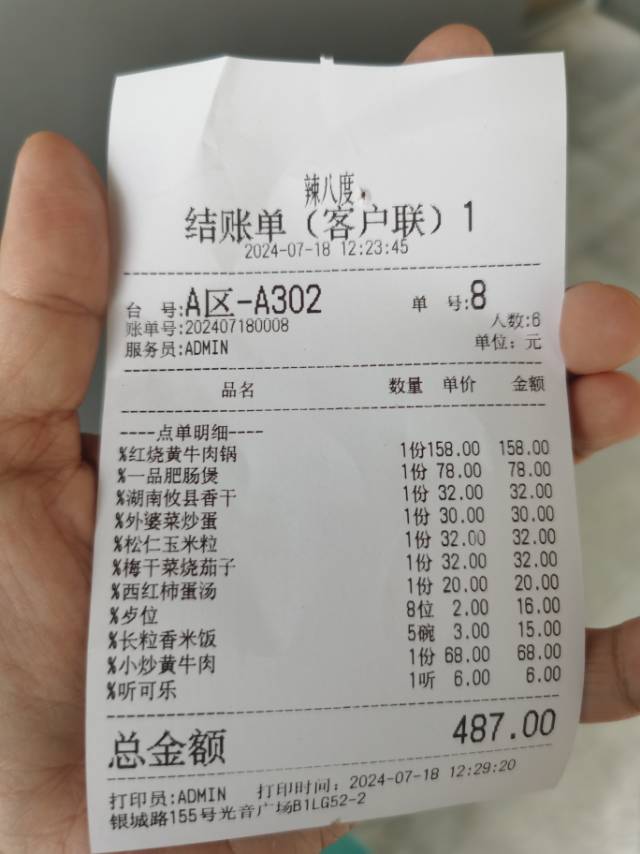 辣八度
结账单（客户联）1
2024-07-18 12:23:45
台 号:A区-A302 单 号:8
账单号:202407180008 人数:6
服务员:ADMIN 单位: 元
品名 数量 单价 金额
----点单明细----
%红烧黄牛肉锅 1份 158.00 158.00
%一品肥肠煲 1份 78.00 78.00
%湖南攸县香干 1份 32.00 32.00
%外婆菜炒蛋 1份 30.00 30.00
%松仁玉米粒 1份 32.00 32.00
%梅干菜烧茄子 1份 32.00 32.00
%西红柿蛋汤 1份 20.00 20.00
%歺位 8位 2.00 16.00
%长粒香米饭 5碗 3.00 15.00
%小炒黄牛肉 1份 68.00 68.00
%听可乐 1听 6.00 6.00
总金额 487.00
打印员:ADMIN 打印时间: 2024-07-18 12:29:20
银城路155号光音广场B1LG52-2